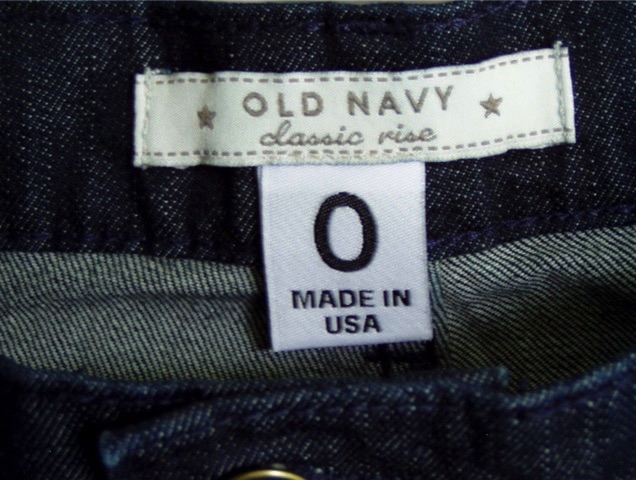 OLD NAVY
classic rise
0
MADE IN
USA